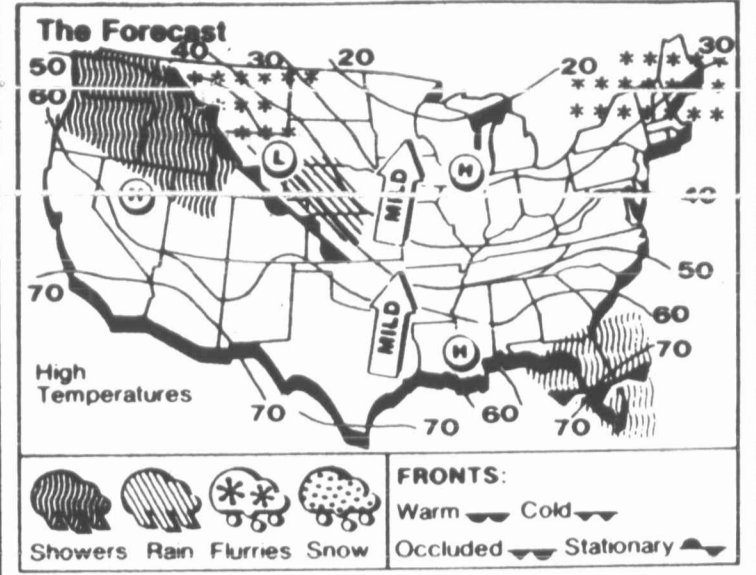 The Forecast
40 30 20
50
60
20
30
L
H
H
MILD
40
50
70
MILD
60
H
70
High
Temperatures
70
70
60
70
Showers Rain Flurries Snow
FRONTS:
Warm Cold
Occluded Stationary